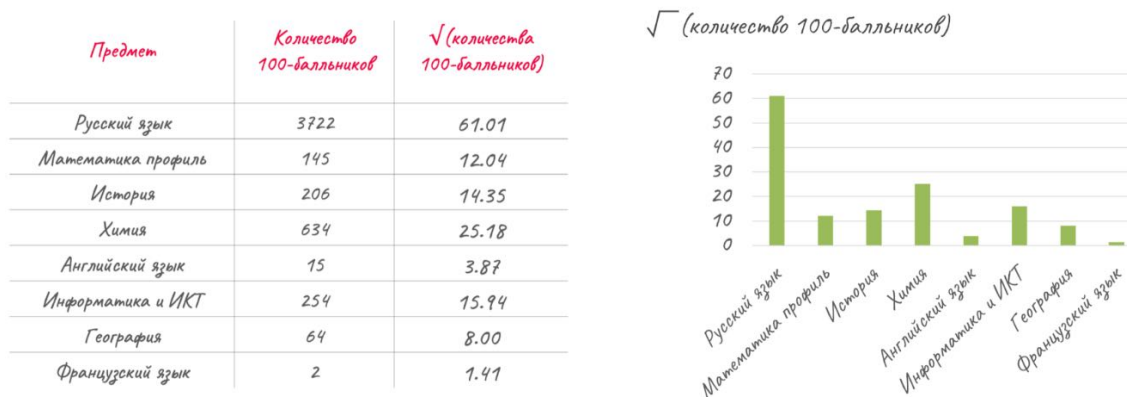 Предмет
Количество
100-балльников
√(количества
100-балльников)
Русский язык 3722 61.01
Математика профиль 145 12.04
История 206 14.35
Химия 634 25.18
Английский язык 15 3.87
Информатика и ИКТ 254 15.94
География 64 8.00
Французский язык 2 1.41
√(количество 100-балльников)
70
60
50
40
30
20
10
0
Русский язык
Математика профиль
История
Химия
Английский язык
Информатика и ИКТ
География
Французский язык